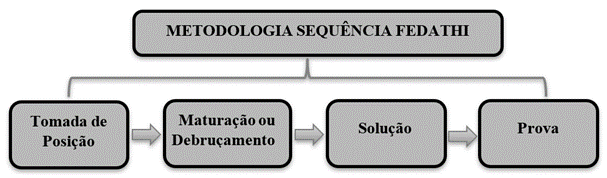 METODOLOGIA SEQUÊNCIA FEDATHI
Tomada de
Posição
Maturação ou
Debruçamento
Solução
Prova